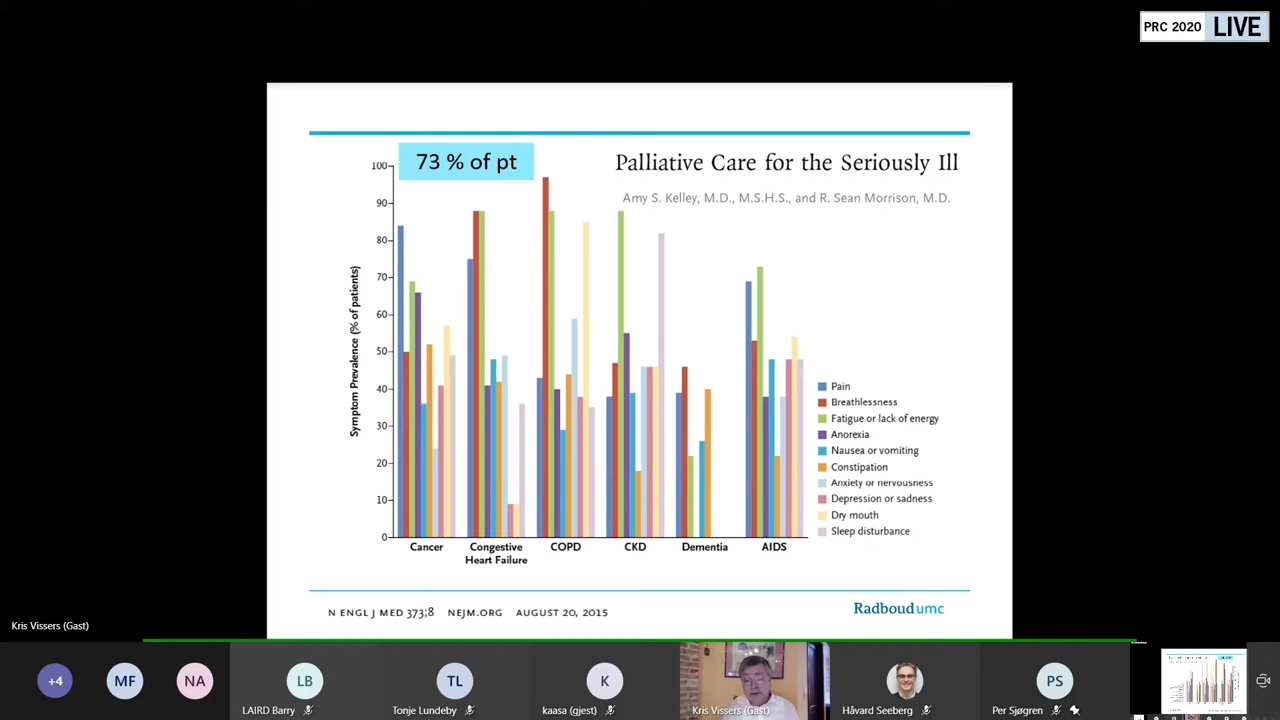 PRC 2020 LIVE
73 % of pt
Palliative Care for the Seriously Ill
Amy S. Kelley, M.D., M.S.H.S., and R. Sean Morrison, M.D.
Symptom Prevalence (% of patients)
100
90
80
70
60
50
40
30
20
10
0
Cancer
Congestive
Heart Failure
COPD
CKD
Dementia
AIDS
Pain
Breathlessness
Fatigue or lack of energy
Anorexia
Nausea or vomiting
Constipation
Anxiety or nervousness
Depression or sadness
Dry mouth
Sleep disturbance
N ENGL J MED 373;8 NEJM.ORG AUGUST 20, 2015
Radboudumc
Kris Vissers (Gast)
+4
MF
NA
LB
LAIRD Barry
TL
Tonje Lundeby
K
kaasa (gjest)
Kris Vissers (Gast)
Håvard Seeberg
PS
Per Sjøgren